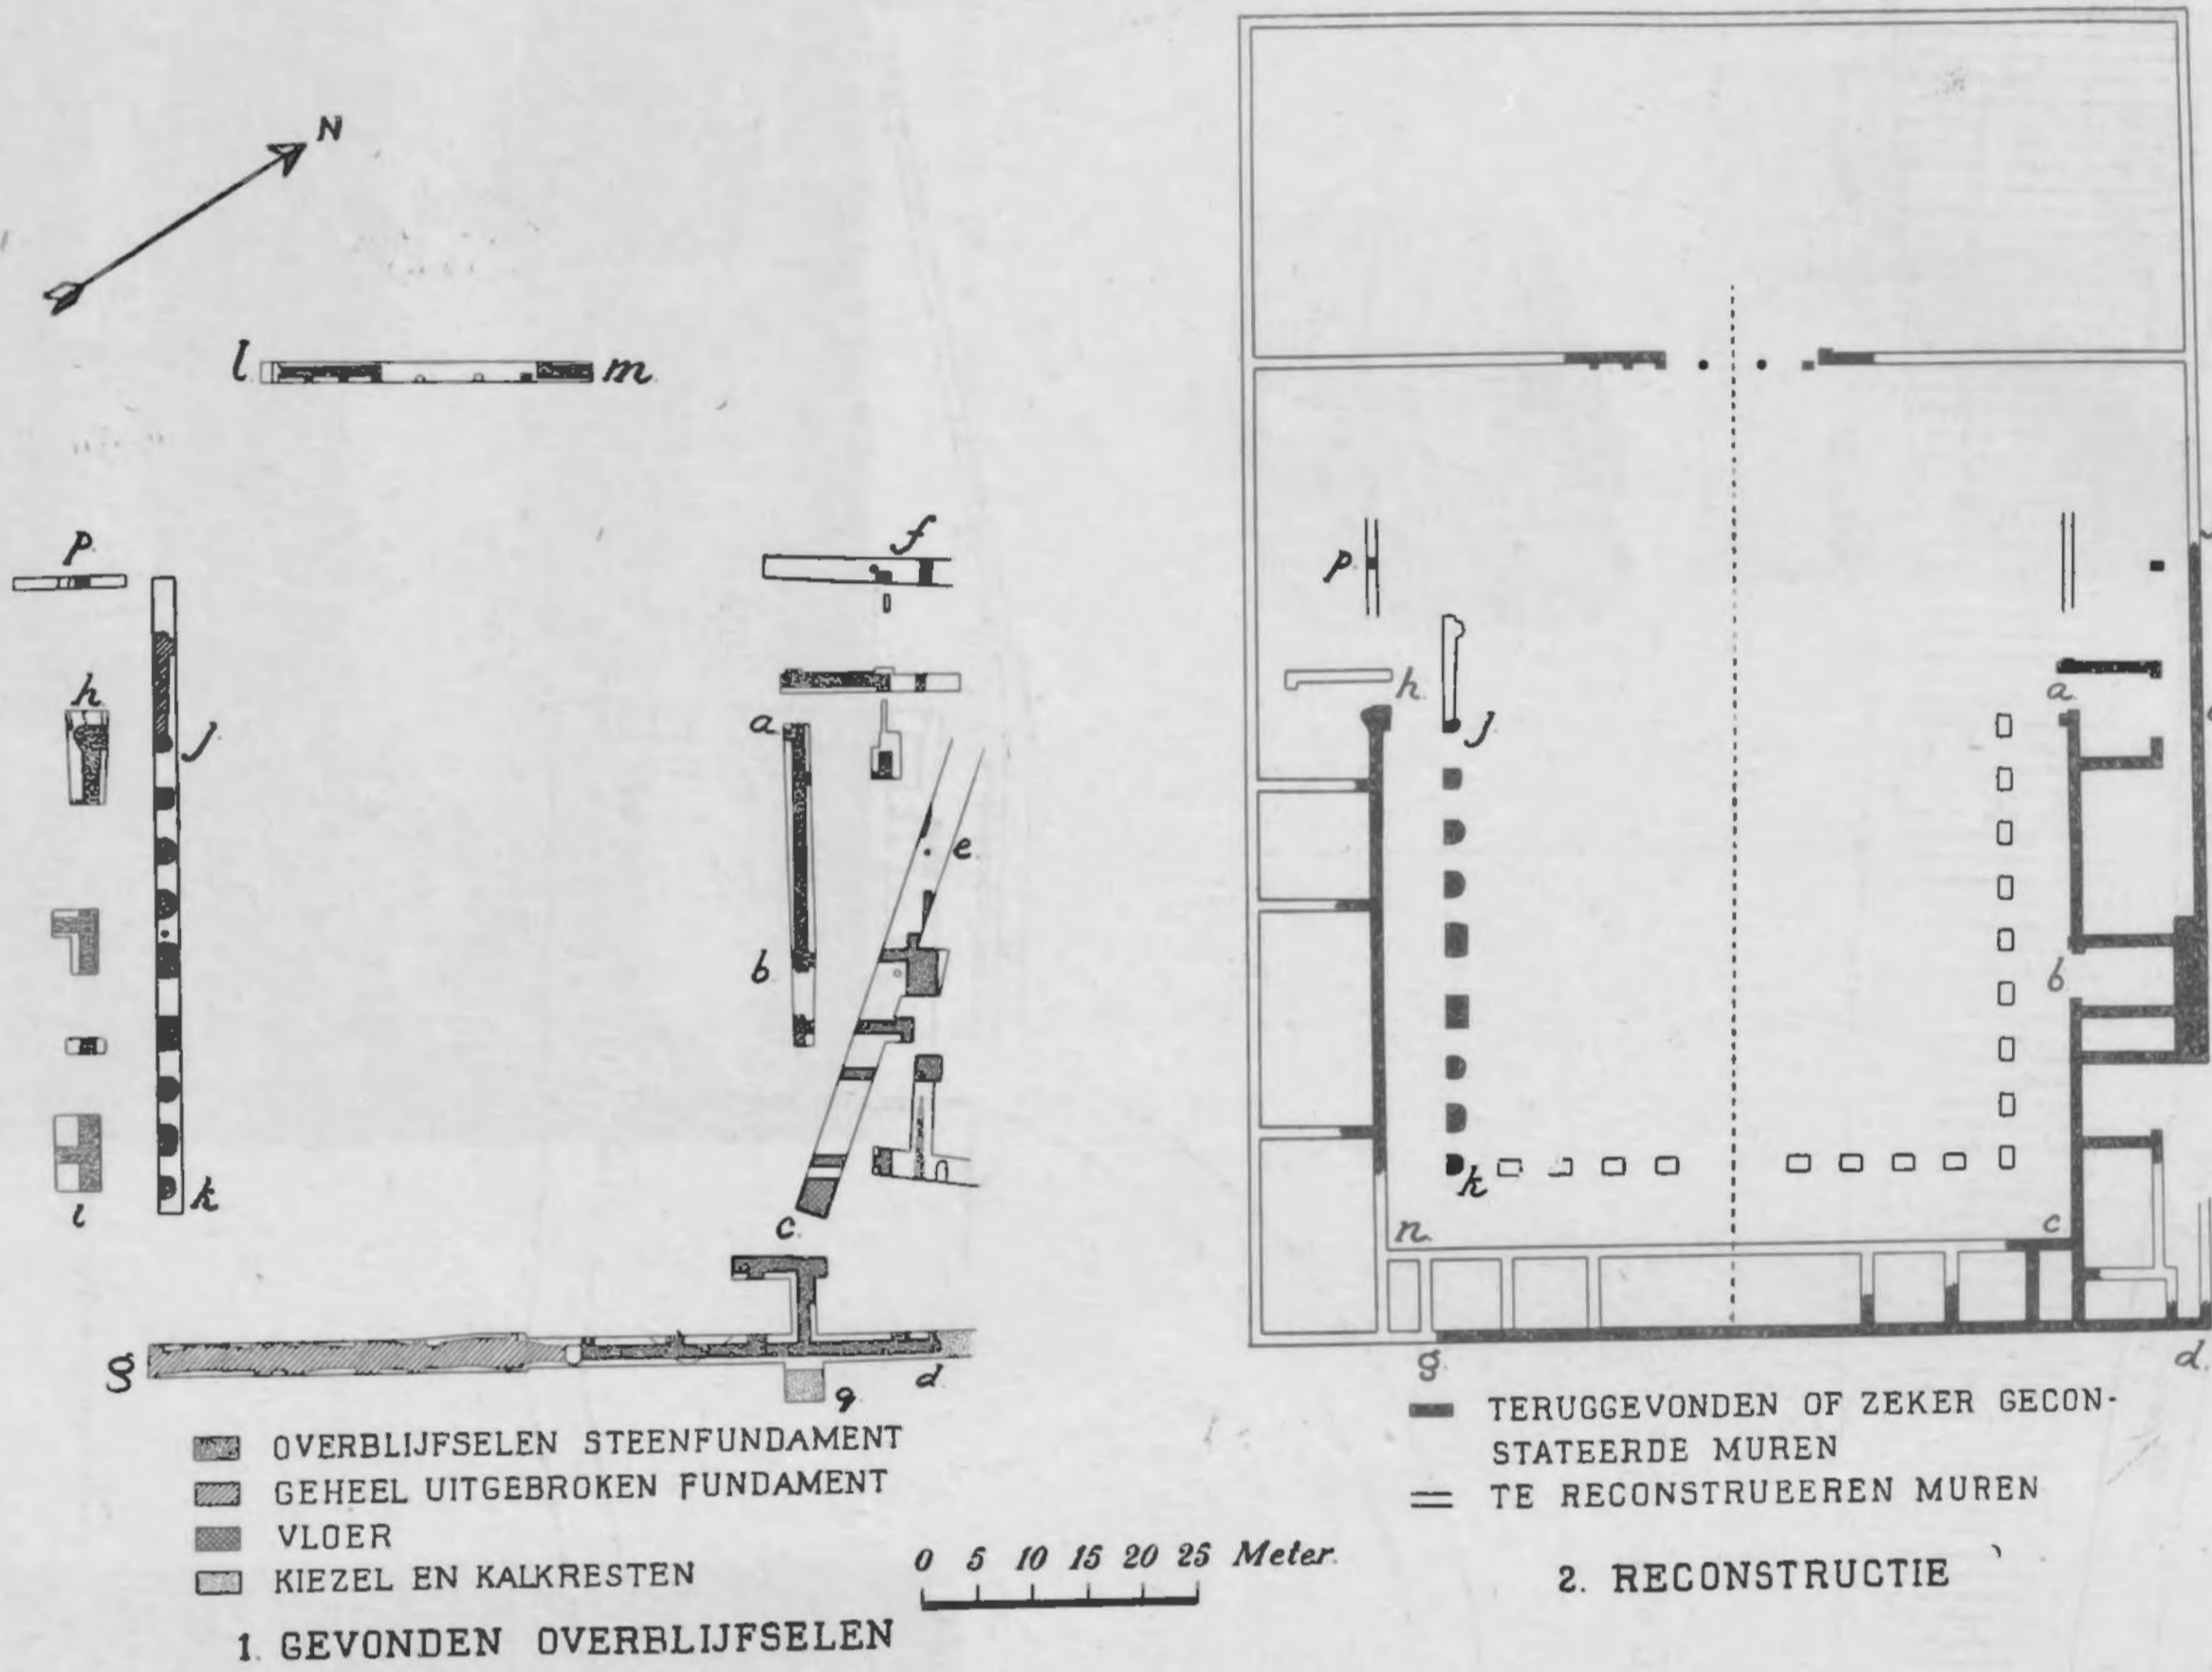 N
l
m
p.
f
h
j
a
e
b
i
k
c.
g
q
d
OVERBLIJFSELEN STEENFUNDAMENT
GEHEEL UITGEBROKEN FUNDAMENT
VLOER
KIEZEL EN KALKRESTEN
0 5 10 15 20 25 Meter.
1. GEVONDEN OVERBLIJFSELEN
p.
h.
a
j
b
k
n.
c
g.
d.
TERUGGEVONDEN OF ZEKER GECON-
STATEERDE MUREN
TE RECONSTRUEEREN MUREN
2. RECONSTRUCTIE